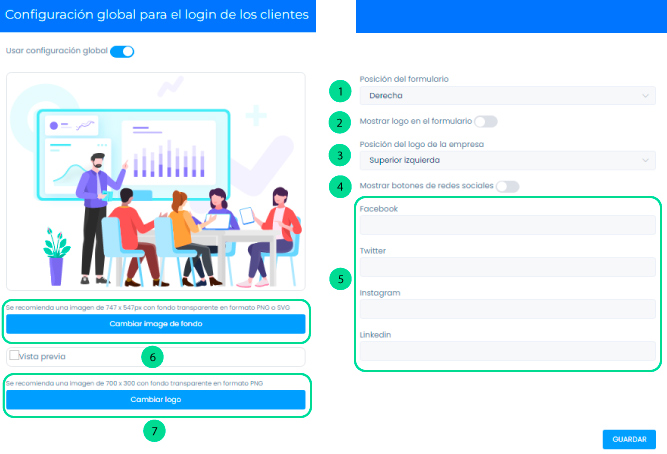 Configuración global para el login de los clientes
Usar configuración global
Se recomienda una imagen de 747 x 547px con fondo transparente en formato PNG o SVG
Cambiar imagen de fondo
6
Vista previa
Se recomienda una imagen de 700 x 300 con fondo transparente en formato PNG
Cambiar logo
7
1
Posición del formulario
Derecha
2
Mostrar logo en el formulario
3
Posición del logo de la empresa
Superior izquierda
4
Mostrar botones de redes sociales
5
Facebook
Twitter
Instagram
Linkedin
GUARDAR